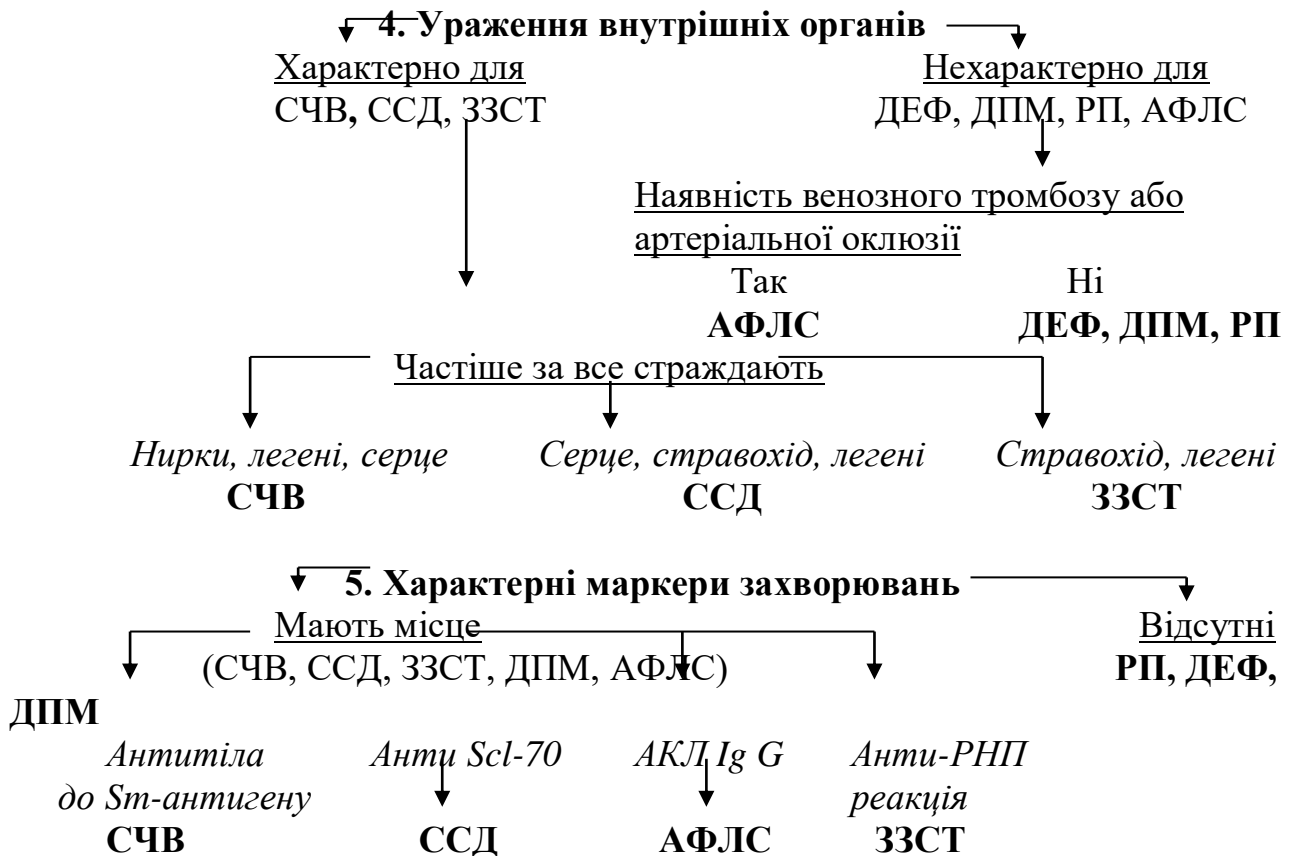 4. Ураження внутрішніх органів
Характерно для Нехарактерно для
СЧВ, ССД, ЗЗСТ ДЕФ, ДПМ, РП, АФЛС
Наявність венозного тромбозу або
артеріальної оклюзії
Так Ні
АФЛС ДЕФ, ДПМ, РП
Частіше за все страждають
Нирки, легені, серце Серце, стравохід, легені Стравохід, легені
СЧВ ССД ЗЗСТ
5. Характерні маркери захворювань
Мають місце Відсутні
(СЧВ, ССД, ЗЗСТ, ДПМ, АФЛС) РП, ДЕФ,
ДПМ
Антитіла Анти Scl-70 АКЛ Ig G Анти-РНП
до Sm-антигену реакція
СЧВ ССД АФЛС ЗЗСТ